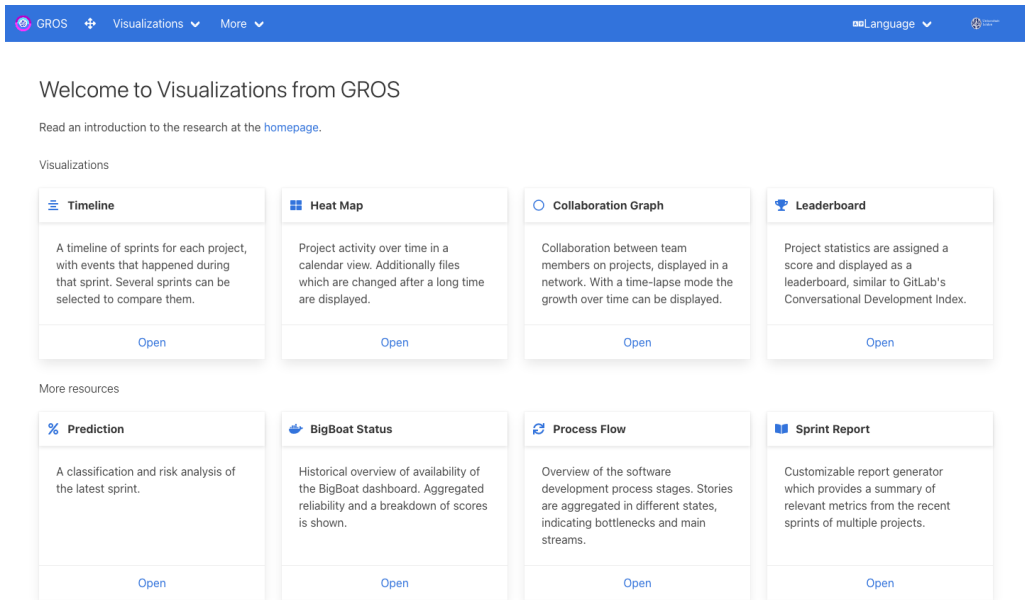 GROS Visualizations More Language
Welcome to Visualizations from GROS
Read an introduction to the research at the homepage.
Visualizations
Timeline
A timeline of sprints for each project,
with events that happened during
that sprint. Several sprints can be
selected to compare them.
Open
Heat Map
Project activity over time in a
calendar view. Additionally files
which are changed after a long time
are displayed.
Open
Collaboration Graph
Collaboration between team
members on projects, displayed in a
network. With a time-lapse mode the
growth over time can be displayed.
Open
Leaderboard
Project statistics are assigned a
score and displayed as a
leaderboard, similar to GitLab's
Conversational Development Index.
Open
More resources
Prediction
A classification and risk analysis of
the latest sprint.
Open
BigBoat Status
Historical overview of availability of
the BigBoat dashboard. Aggregated
reliability and a breakdown of scores
is shown.
Open
Process Flow
Overview of the software
development process stages. Stories
are aggregated in different states,
indicating bottlenecks and main
streams.
Open
Sprint Report
Customizable report generator
which provides a summary of
relevant metrics from the recent
sprints of multiple projects.
Open